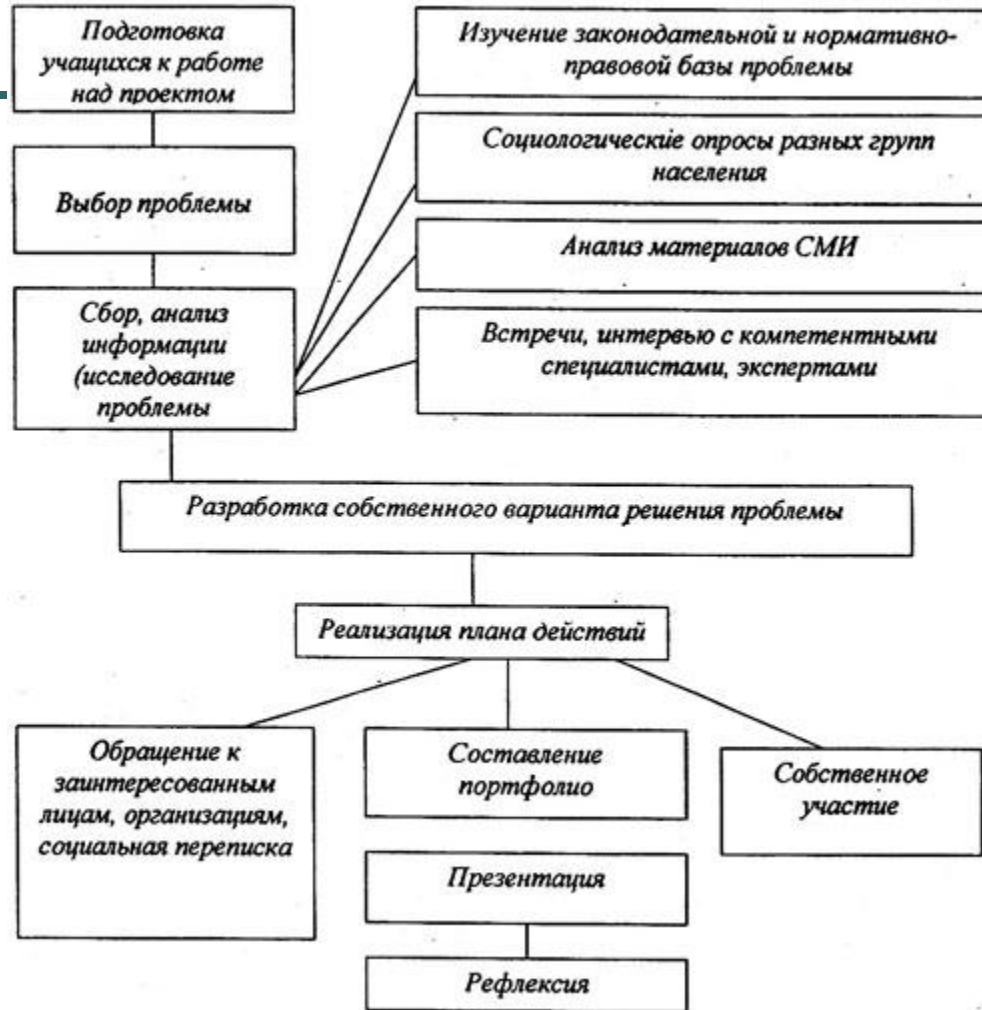 Подготовка
учащихся к работе
над проектом
Выбор проблемы
Сбор, анализ
информации
(исследование
проблемы
Изучение законодательной и нормативно-
правовой базы проблемы
Социологические опросы разных групп
населения
Анализ материалов СМИ
Встречи, интервью с компетентными
специалистами, экспертами
Разработка собственного варианта решения проблемы
Реализация плана действий
Обращение к
заинтересованным
лицам, организациям,
социальная переписка
Составление
портфолио
Собственное
участие
Презентация
Рефлексия